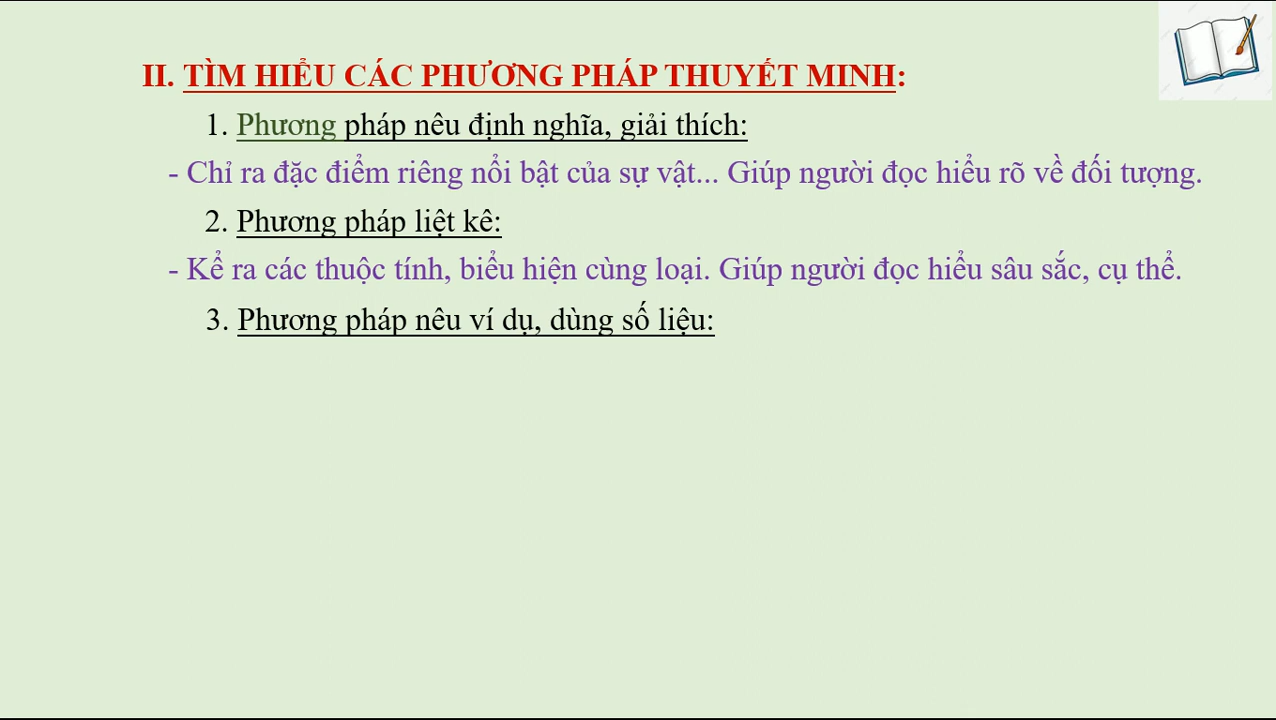 II. TÌM HIỂU CÁC PHƯƠNG PHÁP THUYẾT MINH:
1. Phương pháp nêu định nghĩa, giải thích:
- Chỉ ra đặc điểm riêng nổi bật của sự vật... Giúp người đọc hiểu rõ về đối tượng.
2. Phương pháp liệt kê:
- Kể ra các thuộc tính, biểu hiện cùng loại. Giúp người đọc hiểu sâu sắc, cụ thể.
3. Phương pháp nêu ví dụ, dùng số liệu: